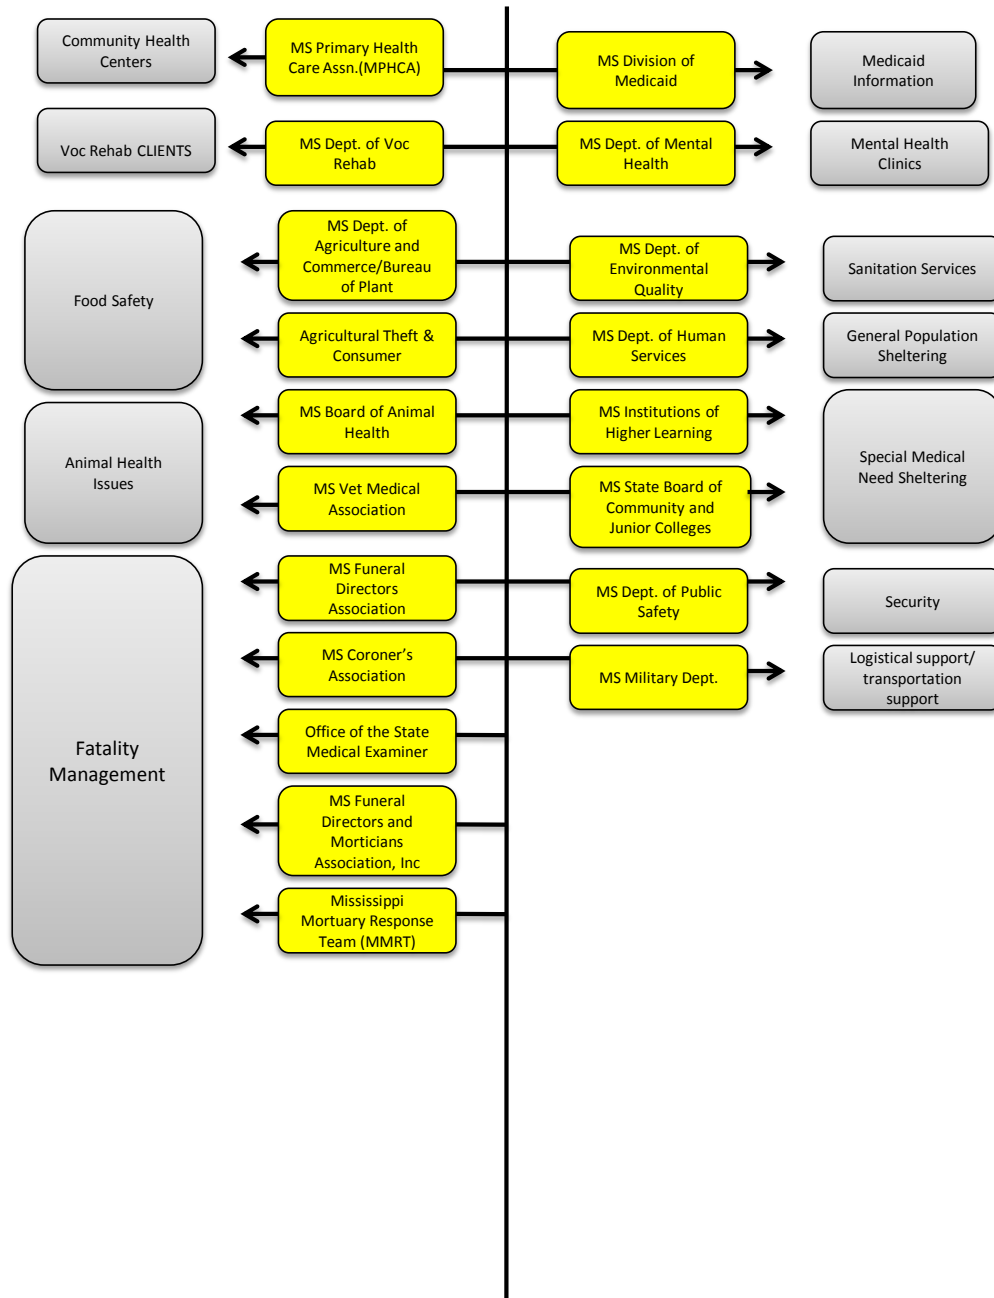 Community Health
Centers
MS Primary Health
Care Assn.(MPHCA)
MS Division of
Medicaid
Medicaid
Information
Voc Rehab CLIENTS
MS Dept. of Voc
Rehab
MS Dept. of Mental
Health
Mental Health
Clinics
Food Safety
MS Dept. of
Agriculture and
Commerce/Bureau
of Plant
MS Dept. of
Environmental
Quality
Sanitation Services
Agricultural Theft &
Consumer
MS Dept. of Human
Services
General Population
Sheltering
Animal Health
Issues
MS Board of Animal
Health
MS Institutions of
Higher Learning
Special Medical
Need Sheltering
MS Vet Medical
Association
MS State Board of
Community and
Junior Colleges
Fatality
Management
MS Funeral
Directors
Association
MS Dept. of Public
Safety
Security
MS Coroner's
Association
MS Military Dept.
Logistical support/
transportation
support
Office of the State
Medical Examiner
MS Funeral
Directors and
Morticians
Association, Inc
Mississippi
Mortuary Response
Team (MMRT)